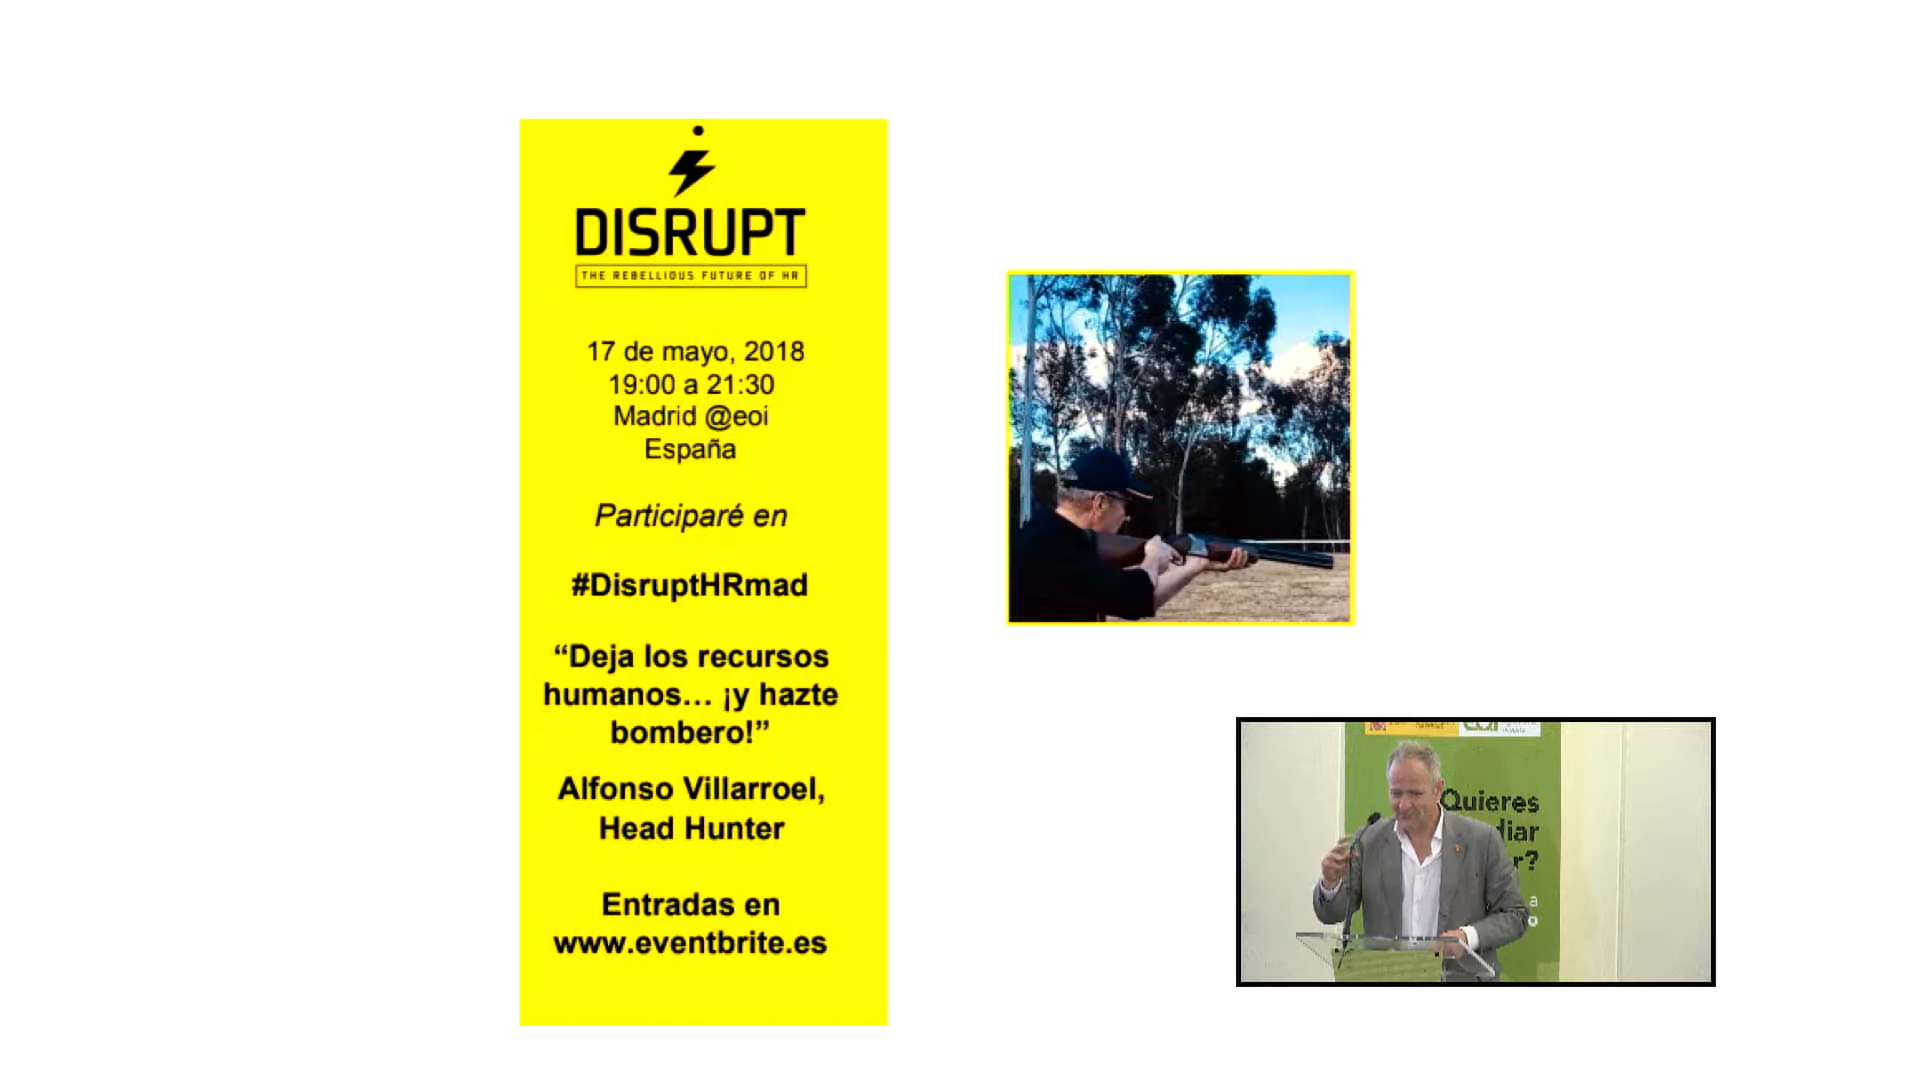 DISRUPT
THE REBELLIOUS FUTURE OF HR
17 de mayo, 2018
19:00 a 21:30
Madrid @eoi
España
Participaré en
#DisruptHRmad
“Deja los recursos
humanos... ¡y hazte
bombero!”
Alfonso Villarroel,
Head Hunter
Entradas en
www.eventbrite.es
Quieres
diar
r?
a
o